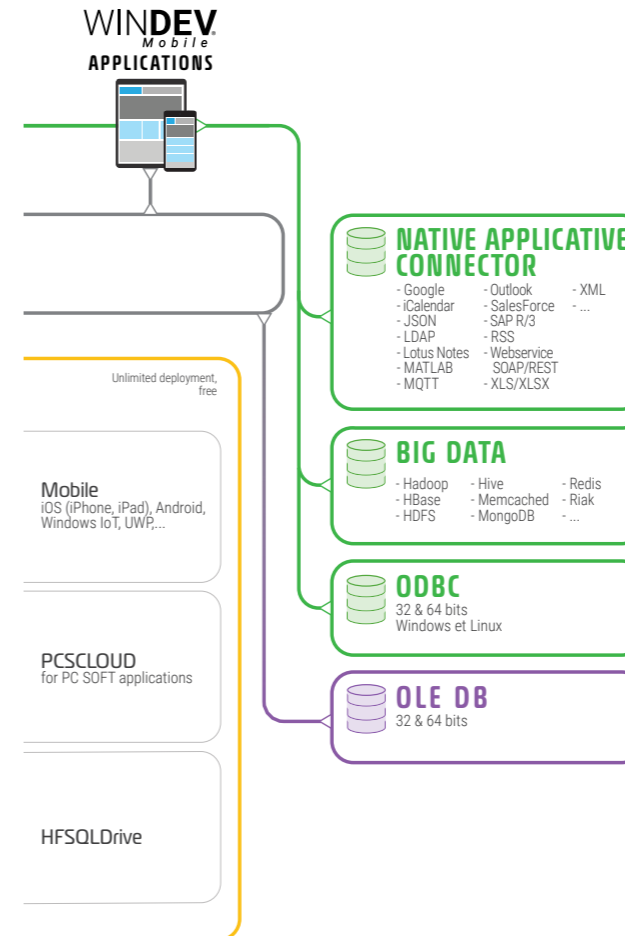 WINDEV.
Mobile
APPLICATIONS
NATIVE APPLICATIVE
CONNECTOR
- Google
- iCalendar
- JSON
- LDAP
- Lotus Notes
- MATLAB
- MQTT
- Outlook
- SalesForce
- SAP R/3
- RSS
- Webservice
SOAP/REST
- XLS/XLSX
- XML
- ...
Unlimited deployment,
free
Mobile
iOS (iPhone, iPad), Android,
Windows IoT, UWP,...
BIG DATA
- Hadoop
- HBase
- HDFS
- Hive
- Memcached
- MongoDB
- Redis
- Riak
- ...
ODBC
32 & 64 bits
Windows et Linux
PCSCLOUD
for PC SOFT applications
OLE DB
32 & 64 bits
HFSQLDrive